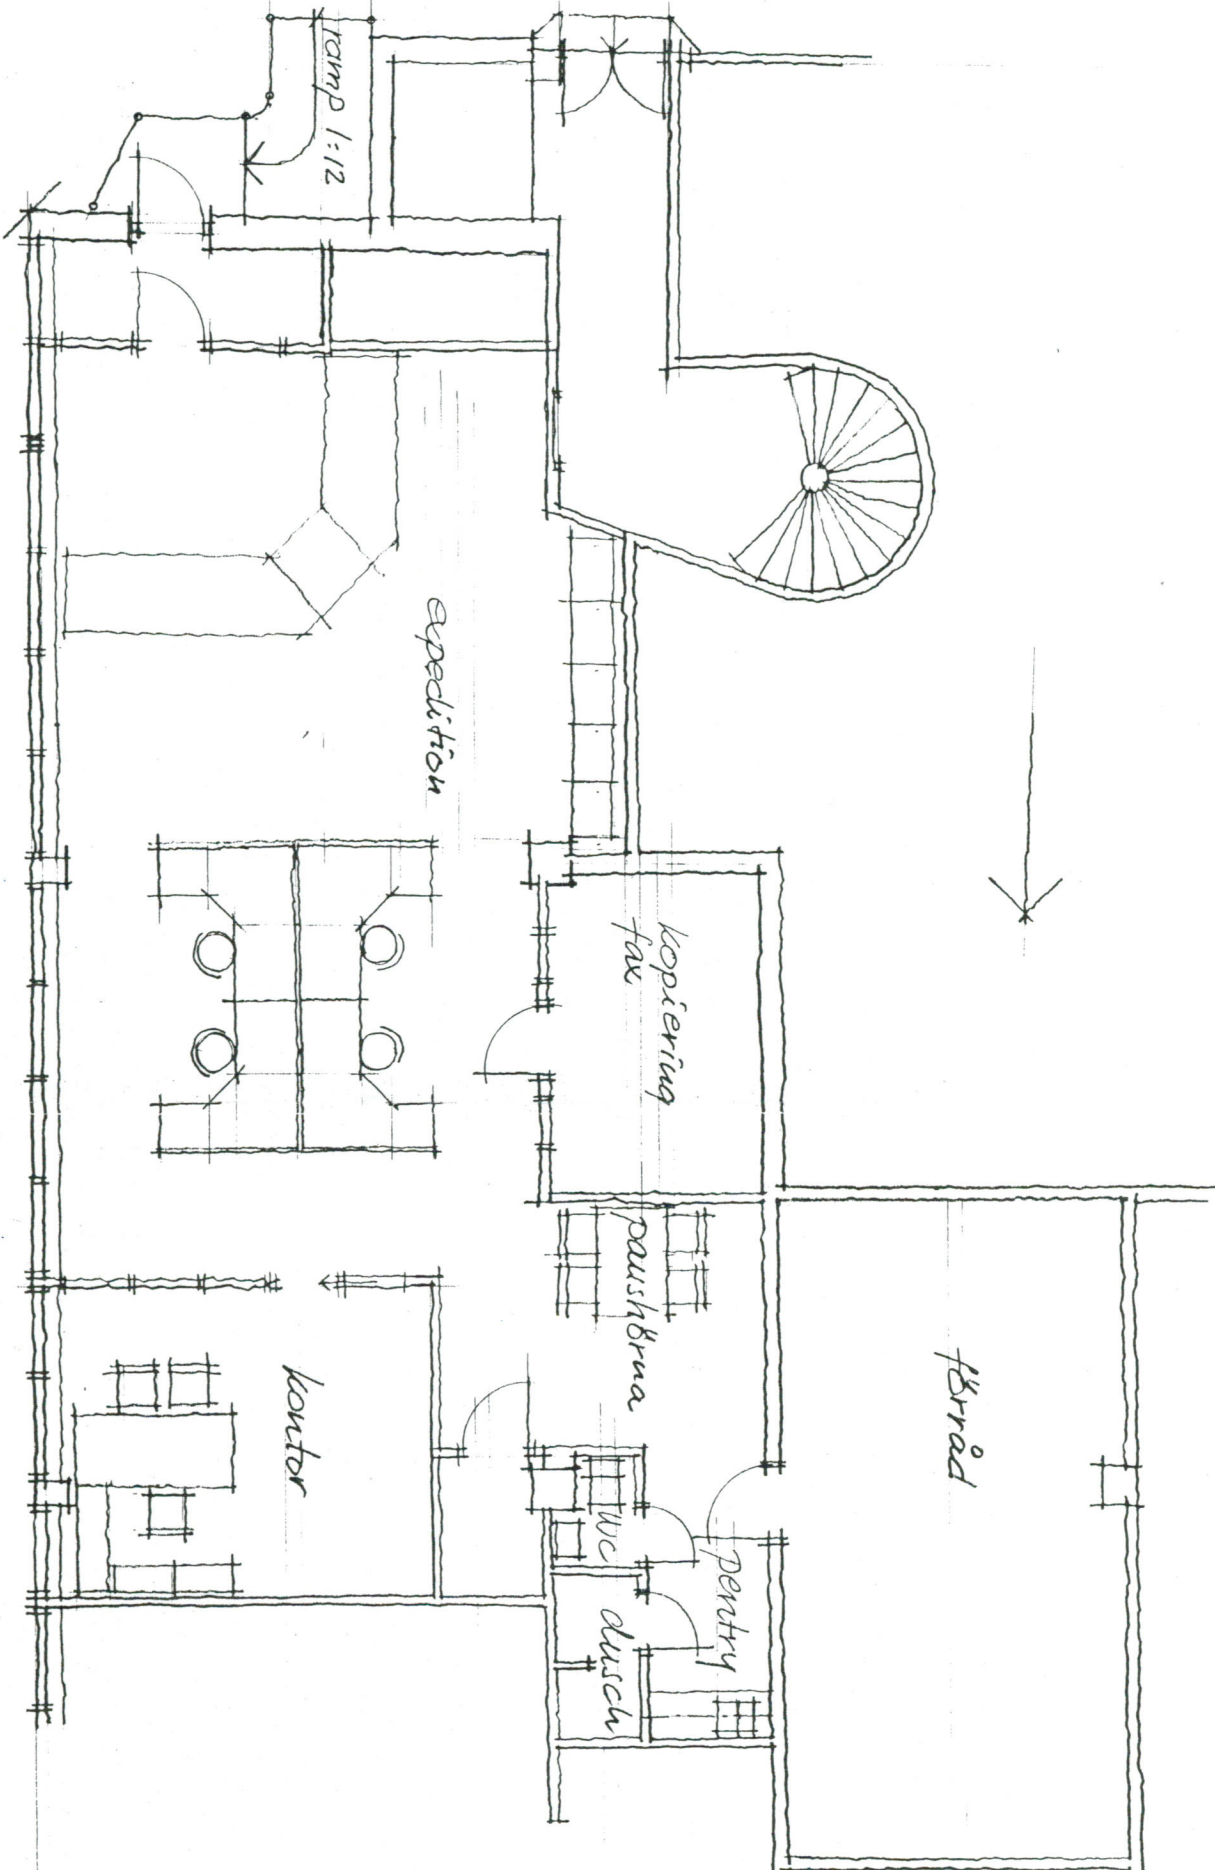 ramp 1:12
expedition
kopiering
fax
paushörna
kontor
förråd
wc
pentry
dusch